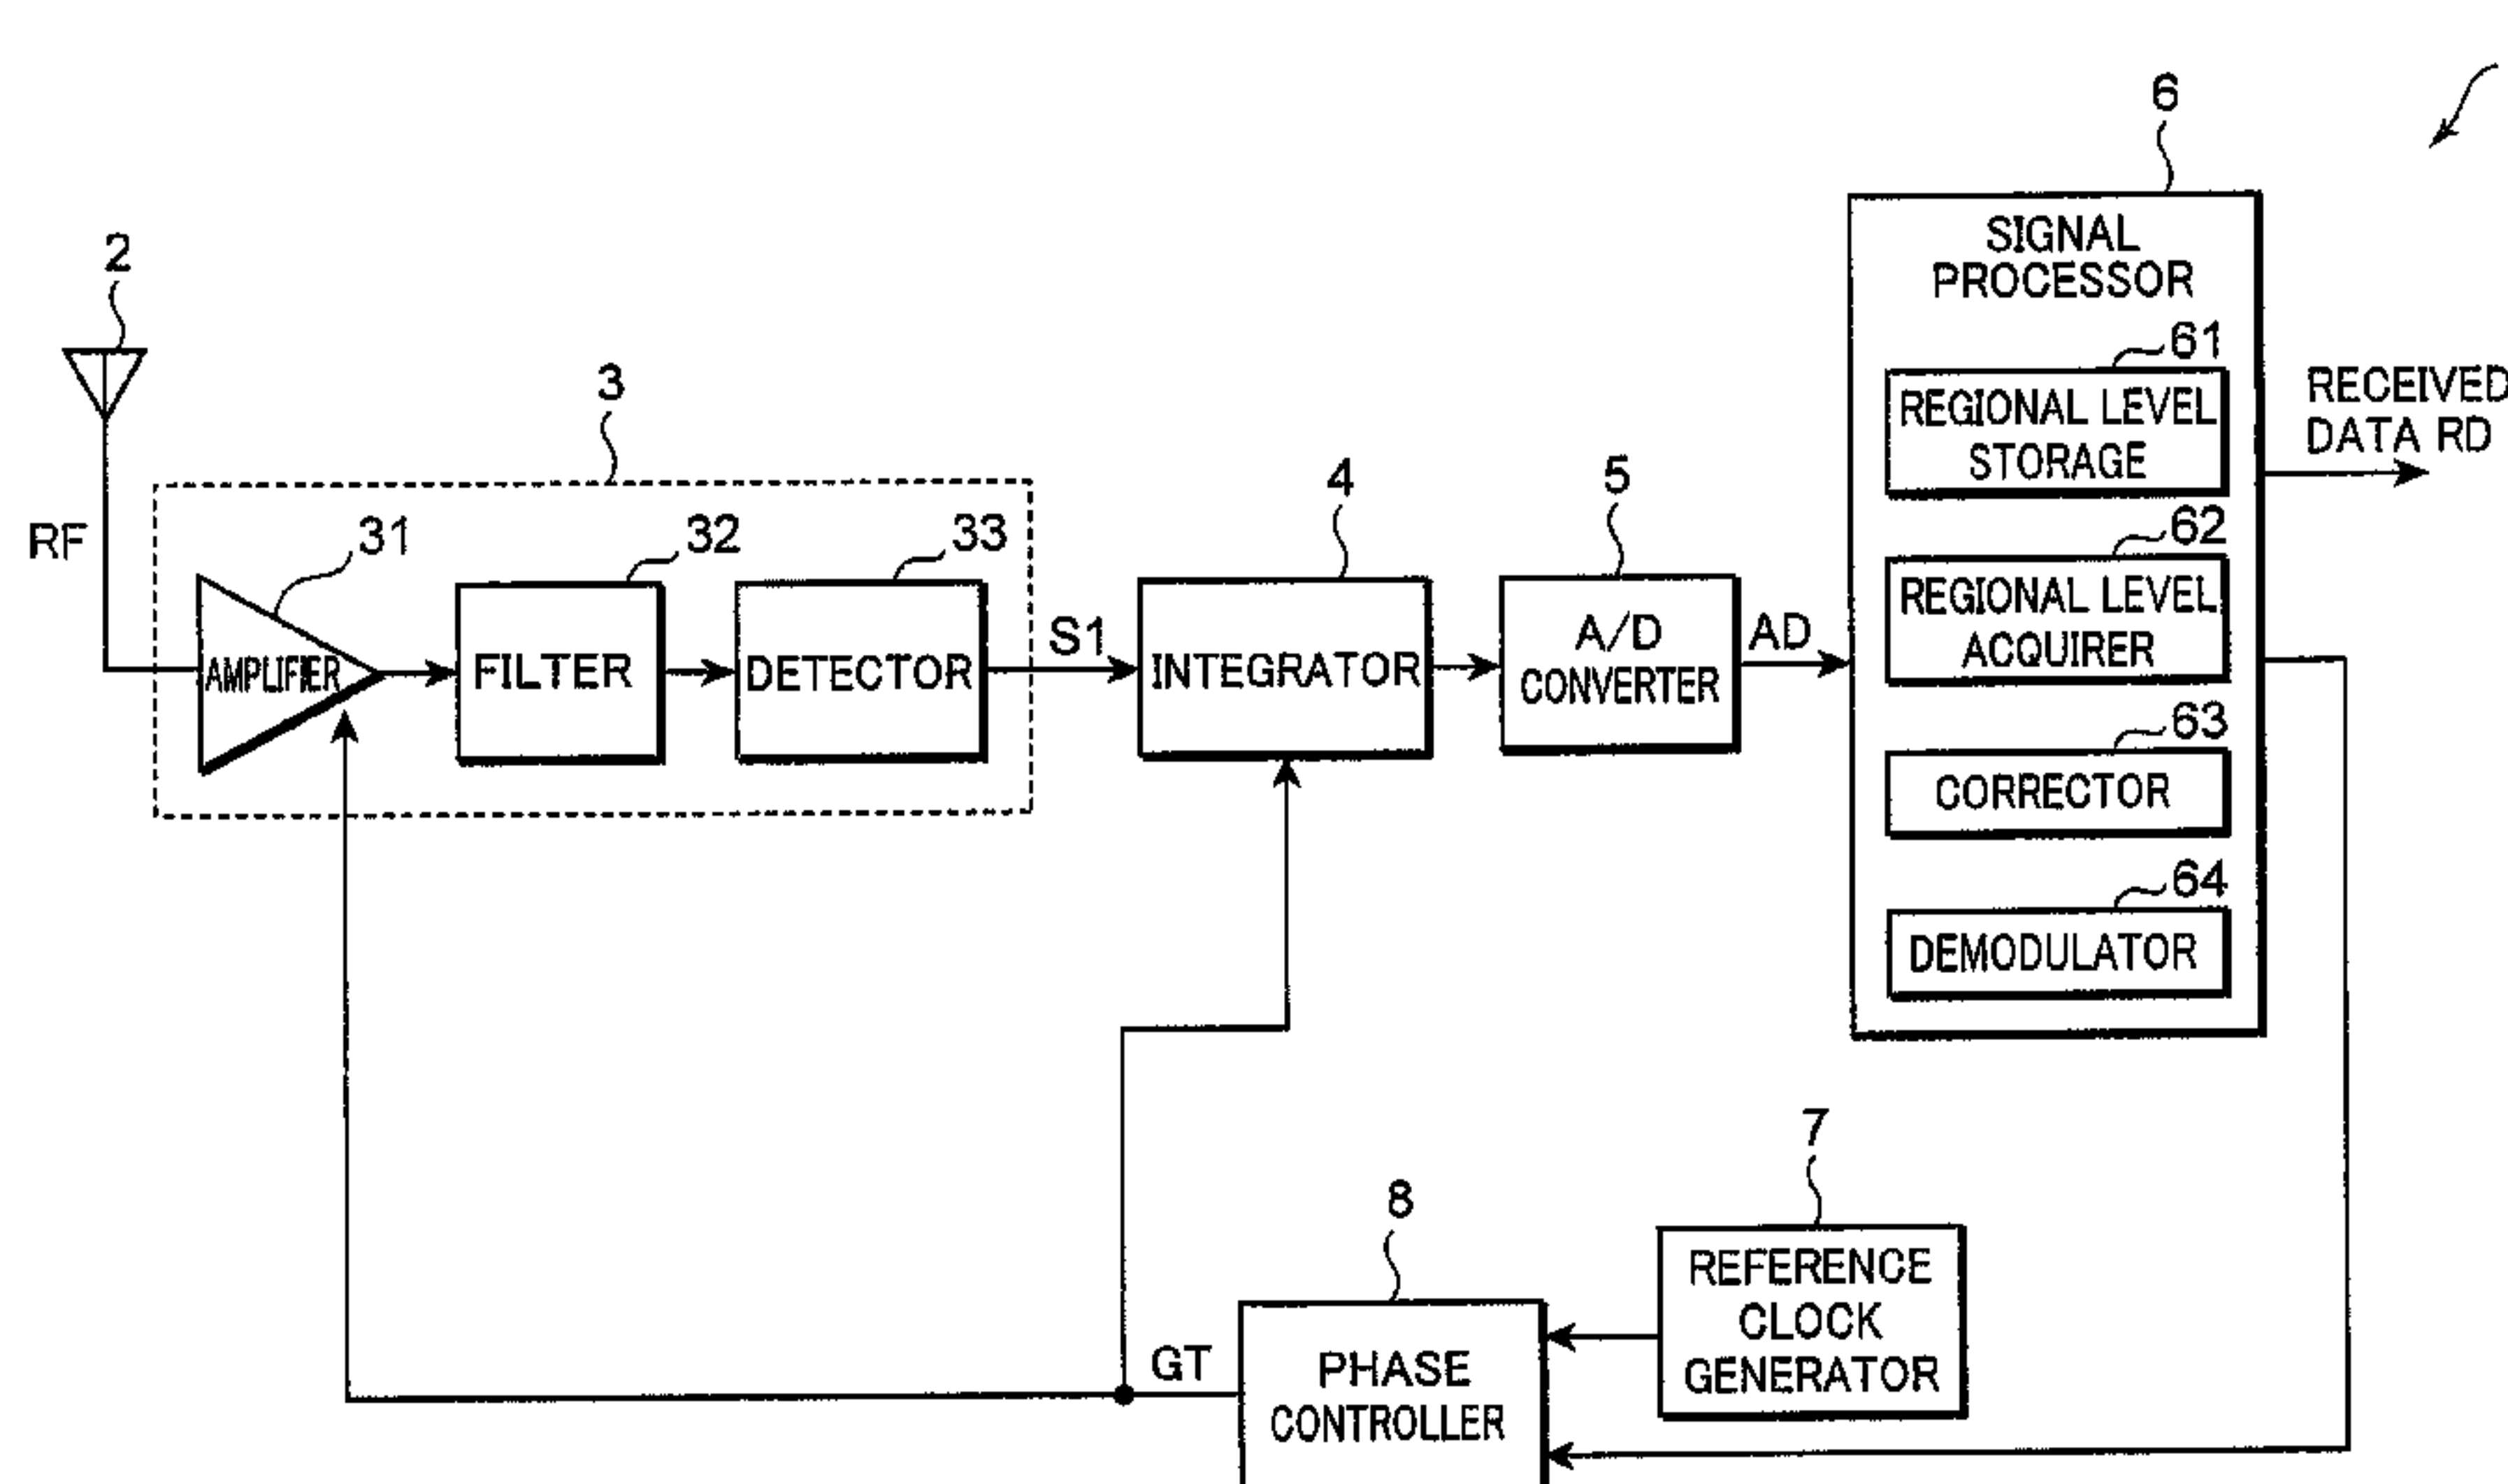 6
SIGNAL
PROCESSOR
2
61
3
REGIONAL LEVEL
STORAGE
RECEIVED
DATA RD
4
5
RF
31
32
33
62
AMPLIFIER
FILTER
DETECTOR
S1
INTEGRATOR
A/D
CONVERTER
AD
REGIONAL LEVEL
ACQUIRER
63
CORRECTOR
64
DEMODULATOR
7
8
REFERENCE
CLOCK
GENERATOR
GT
PHASE
CONTROLLER